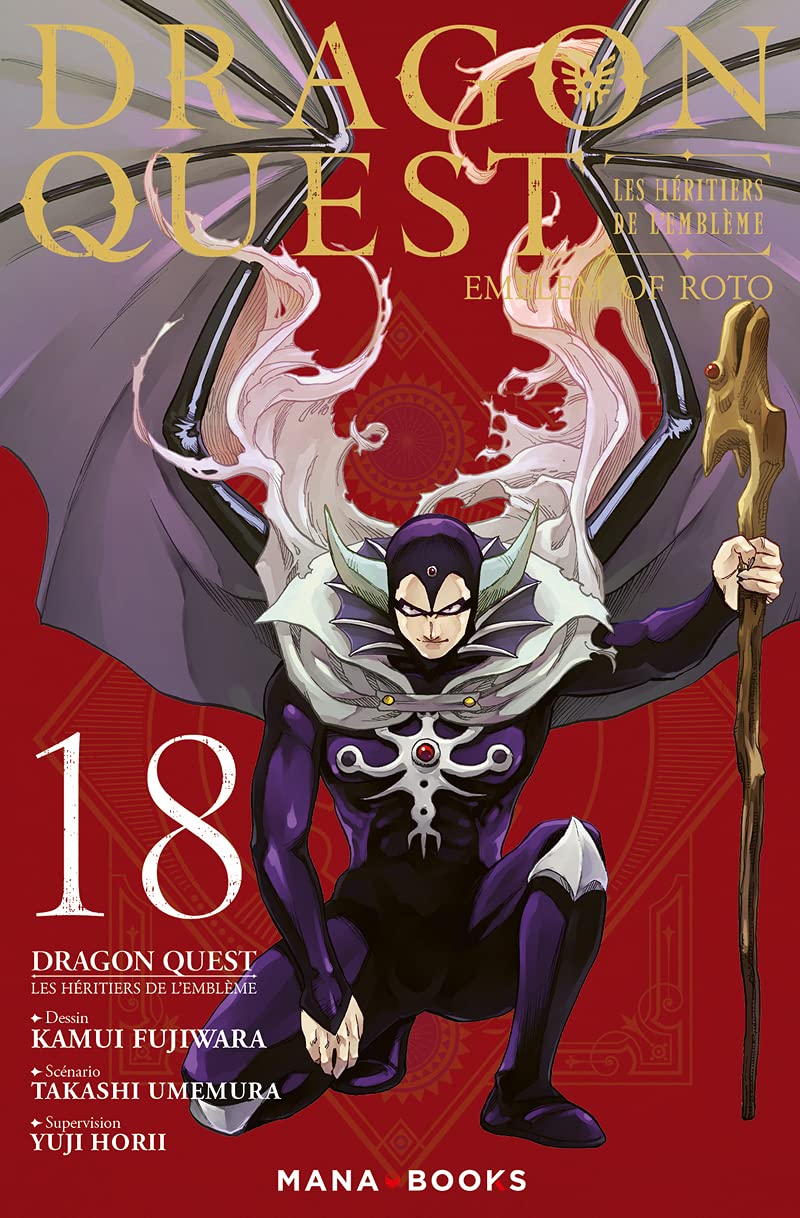 DRAGON
QUEST
LES HÉRITIERS
DE L'EMBLÈME
EMBLEM OF ROTO
18
DRAGON QUEST
LES HÉRITIERS DE L'EMBLÈME
Dessin
KAMUI FUJIWARA
Scénario
TAKASHI UMEMURA
Supervision
YUJI HORII
MANA BOOKS